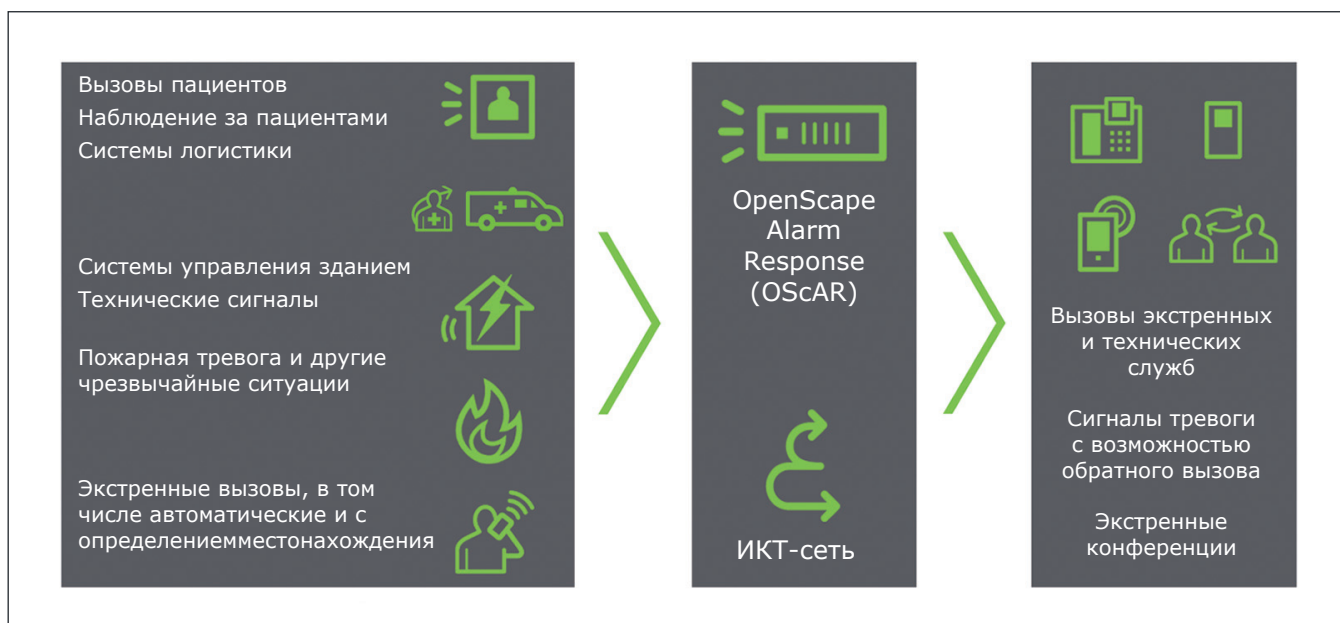 Вызовы пациентов
Наблюдение за пациентами
Системы логистики
Системы управления зданием
Технические сигналы
Пожарная тревога и другие
чрезвычайные ситуации
Экстренные вызовы, в том
числе автоматические и с
определениемместонахождения
OpenScape
Alarm
Response
(OScAR)
ИКТ-сеть
Вызовы экстренных
и технических
служб
Сигналы тревоги
с возможностью
обратного вызова
Экстренные
конференции